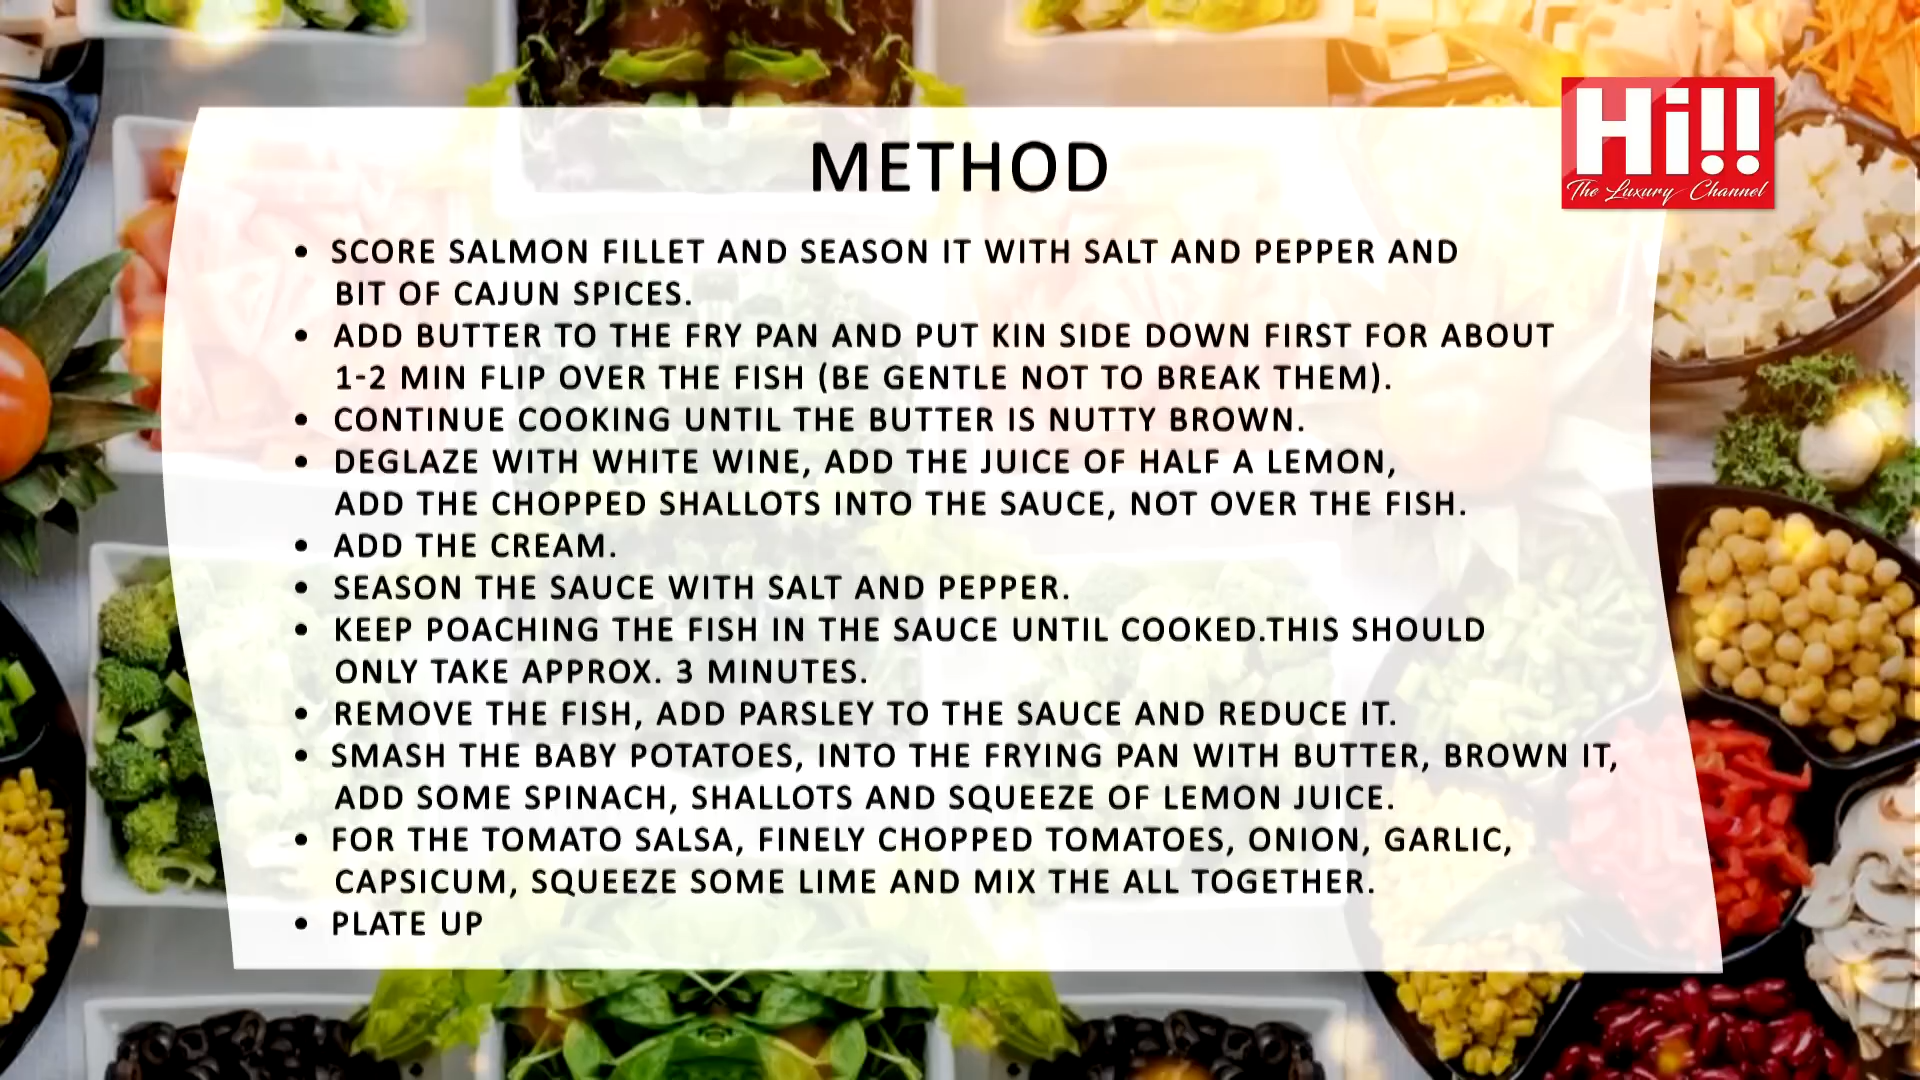 Hi!!
The Luxury Channel
METHOD
• SCORE SALMON FILLET AND SEASON IT WITH SALT AND PEPPER AND
BIT OF CAJUN SPICES.
• ADD BUTTER TO THE FRY PAN AND PUT KIN SIDE DOWN FIRST FOR ABOUT
1-2 MIN FLIP OVER THE FISH (BE GENTLE NOT TO BREAK THEM).
• CONTINUE COOKING UNTIL THE BUTTER IS NUTTY BROWN.
• DEGLAZE WITH WHITE WINE, ADD THE JUICE OF HALF A LEMON,
ADD THE CHOPPED SHALLOTS INTO THE SAUCE, NOT OVER THE FISH.
• ADD THE CREAM.
• SEASON THE SAUCE WITH SALT AND PEPPER.
• KEEP POACHING THE FISH IN THE SAUCE UNTIL COOKED.THIS SHOULD
ONLY TAKE APPROX. 3 MINUTES.
• REMOVE THE FISH, ADD PARSLEY TO THE SAUCE AND REDUCE IT.
• SMASH THE BABY POTATOES, INTO THE FRYING PAN WITH BUTTER, BROWN IT,
ADD SOME SPINACH, SHALLOTS AND SQUEEZE OF LEMON JUICE.
• FOR THE TOMATO SALSA, FINELY CHOPPED TOMATOES, ONION, GARLIC,
CAPSICUM, SQUEEZE SOME LIME AND MIX THE ALL TOGETHER.
• PLATE UP